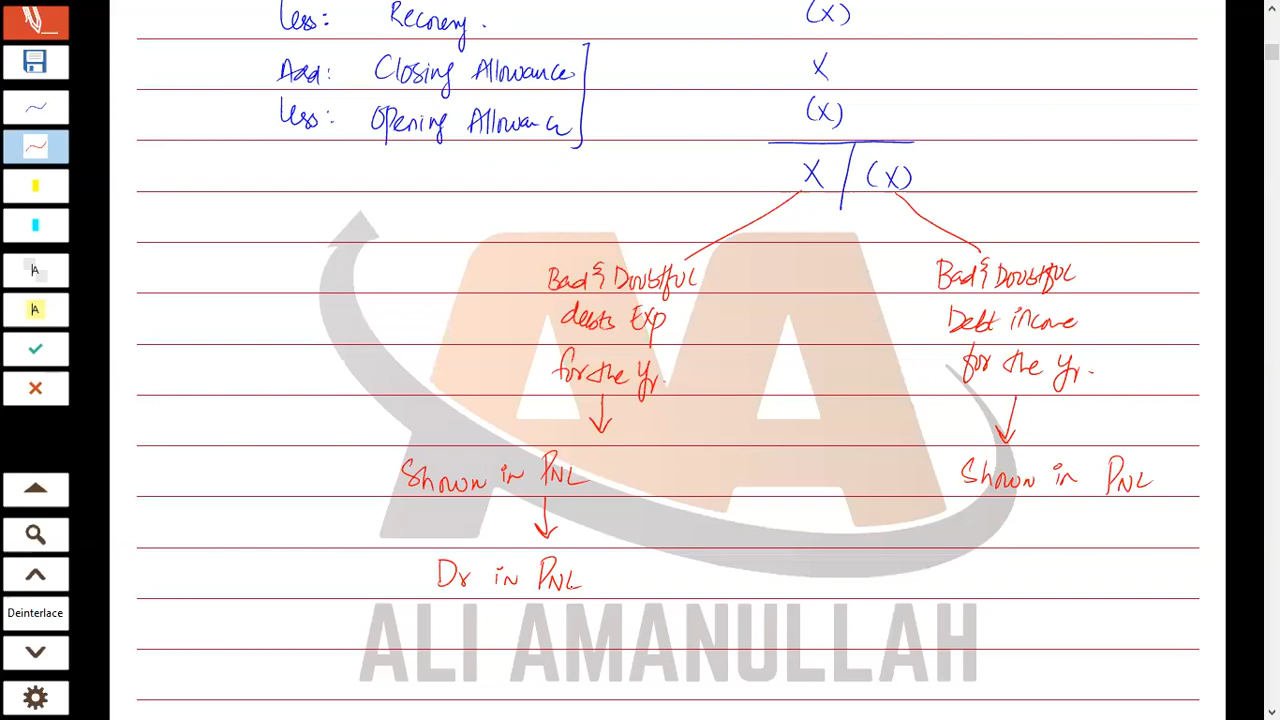 Less: Recovery. (X)
Add: Closing Allowance X
Less: Opening Allowance (X)
X (X)
Bad & Doubtful
debts Exp
for the Yr.
Bad & Doubtful
Debt income
for the Yr.
Shown in PNL
Shown in PNL
Dr in PNL
AA
ALI AMANULLAH
Deinterlace